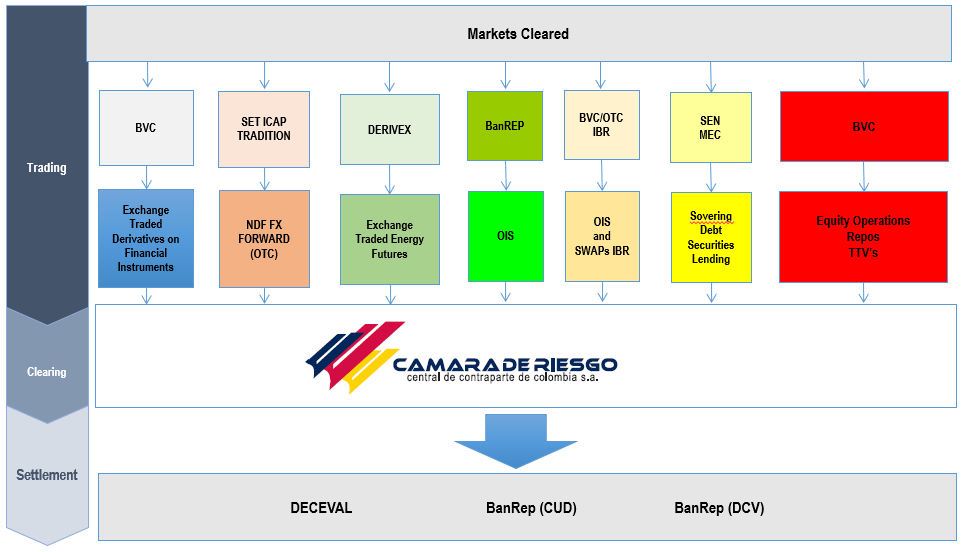 Markets Cleared
Trading
BVC
SET ICAP
TRADITION
DERIVEX
BanREP
BVC/OTC
IBR
SEN
MEC
BVC
Exchange
Traded
Derivatives on
Financial
Instruments
NDF FX
FORWARD
(OTC)
Exchange
Traded Energy
Futures
OIS
OIS
and
SWAPs IBR
Sovering
Debt
Securities
Lending
Equity Operations
Repos
TTV's
Clearing
CAMARA DE RIESGO
central de contraparte de colombia s.a.
Settlement
DECEVAL
BanRep (CUD)
BanRep (DCV)